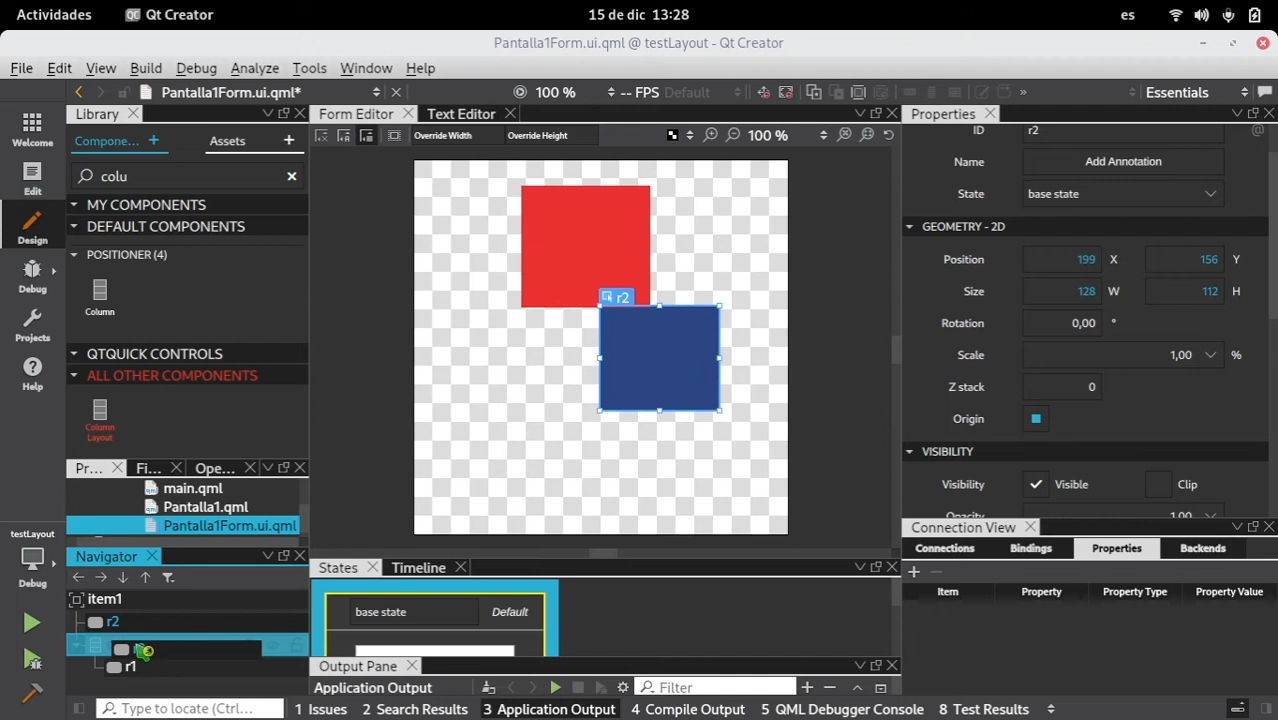 Actividades
Qt Creator
15 de dic 13:28
es
Pantalla1Form.ui.qml @ testLayout - Qt Creator
File Edit View Build Debug Analyze Tools Window Help
Pantalla1Form.ui.qml*
100 %
-- FPS
Default
»
Essentials
Library
Form Editor
Text Editor
Properties
Welcome
Edit
Design
Debug
Projects
Help
Compone...
Assets
colu
MY COMPONENTS
DEFAULT COMPONENTS
POSITIONER (4)
Column
QTQUICK CONTROLS
ALL OTHER COMPONENTS
Column
Layout
Override Width
Override Height
100 %
r2
ID
r2
Name
Add Annotation
State
base state
GEOMETRY - 2D
Position 199 X 156 Y
Size 128 W 112 H
Rotation 0,00 °
Scale 1,00 %
Z stack 0
Origin
VISIBILITY
Visibility Visible Clip
Opacity 1,00
Pr...
Fi...
Ope...
main.qml
Pantalla1.qml
Pantalla1Form.ui.qml
testLayout
Debug
Navigator
item1
r2
r1
States
Timeline
base state
Default
Connection View
Connections Bindings Properties Backends
Item Property Property Type Property Value
Output Pane
Application Output
Filter
Type to locate (Ctrl...
1 Issues
2 Search Results
3 Application Output
4 Compile Output
5 QML Debugger Console
8 Test Results